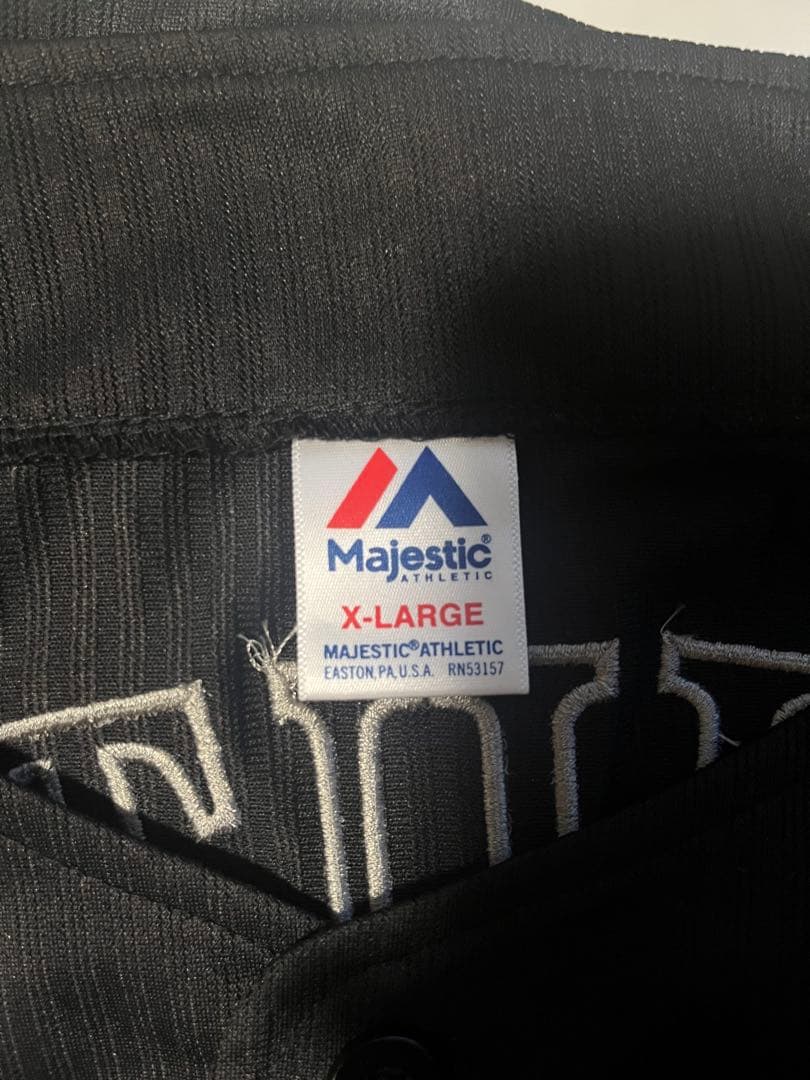 Majestic®
ATHLETIC
X-LARGE
MAJESTIC® ATHLETIC
EASTON, PA, U.S.A. RN53157